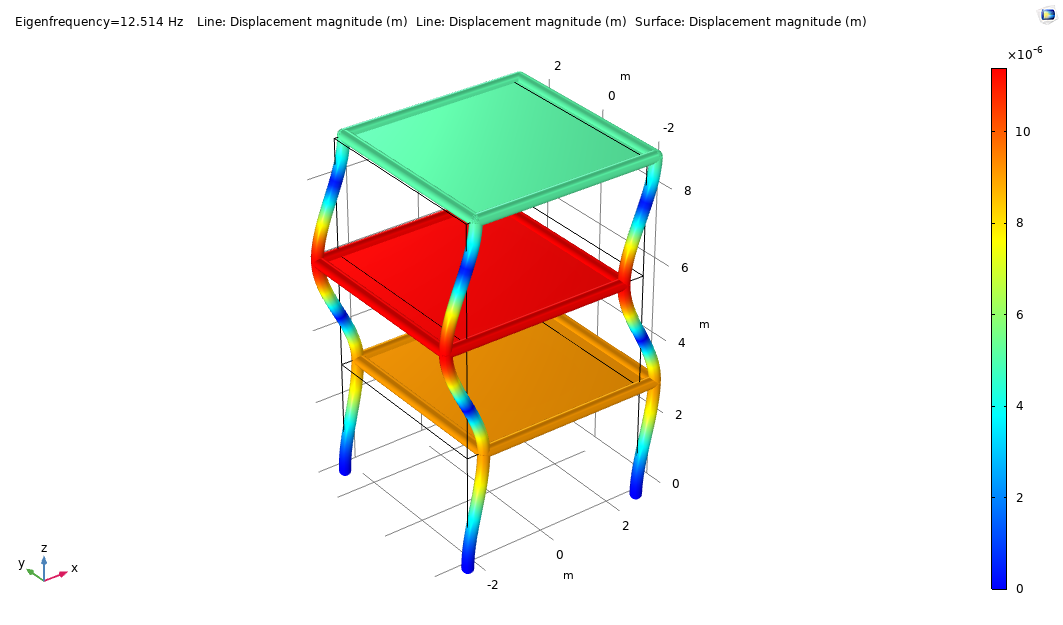 Eigenfrequency=12.514 Hz Line: Displacement magnitude (m) Line: Displacement magnitude (m) Surface: Displacement magnitude (m)
×10⁻⁶
2
m
0
-2
10
8
8
6
6
m
4
4
2
0
2
2
0
m
-2
0
z
y
x